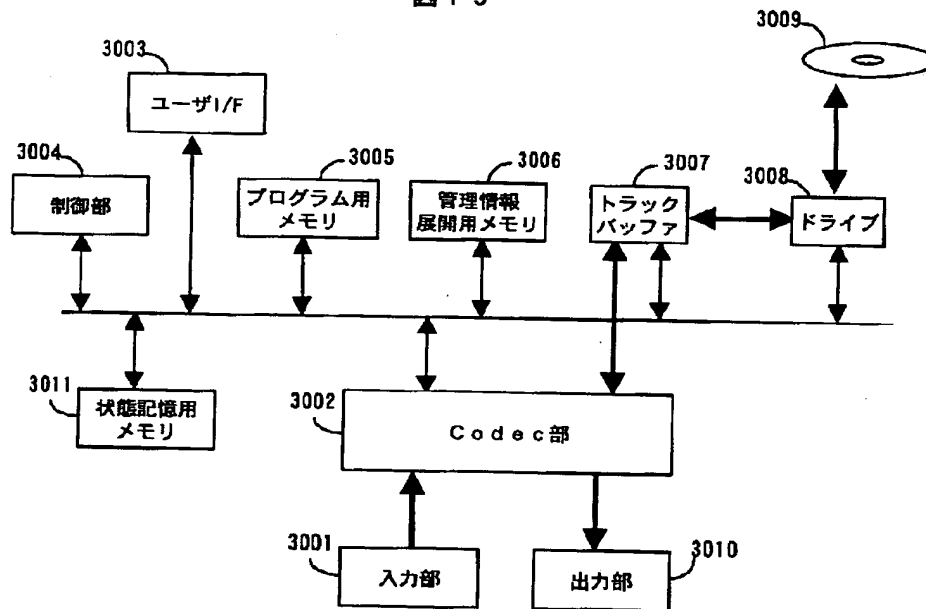 3009
3003
ユーザI/F
3004
制御部
3005
プログラム用
メモリ
3006
管理情報
展開用メモリ
3007
トラック
バッファ
3008
ドライブ
3011
状態記憶用
メモリ
3002
Codec部
3001
入力部
3010
出力部